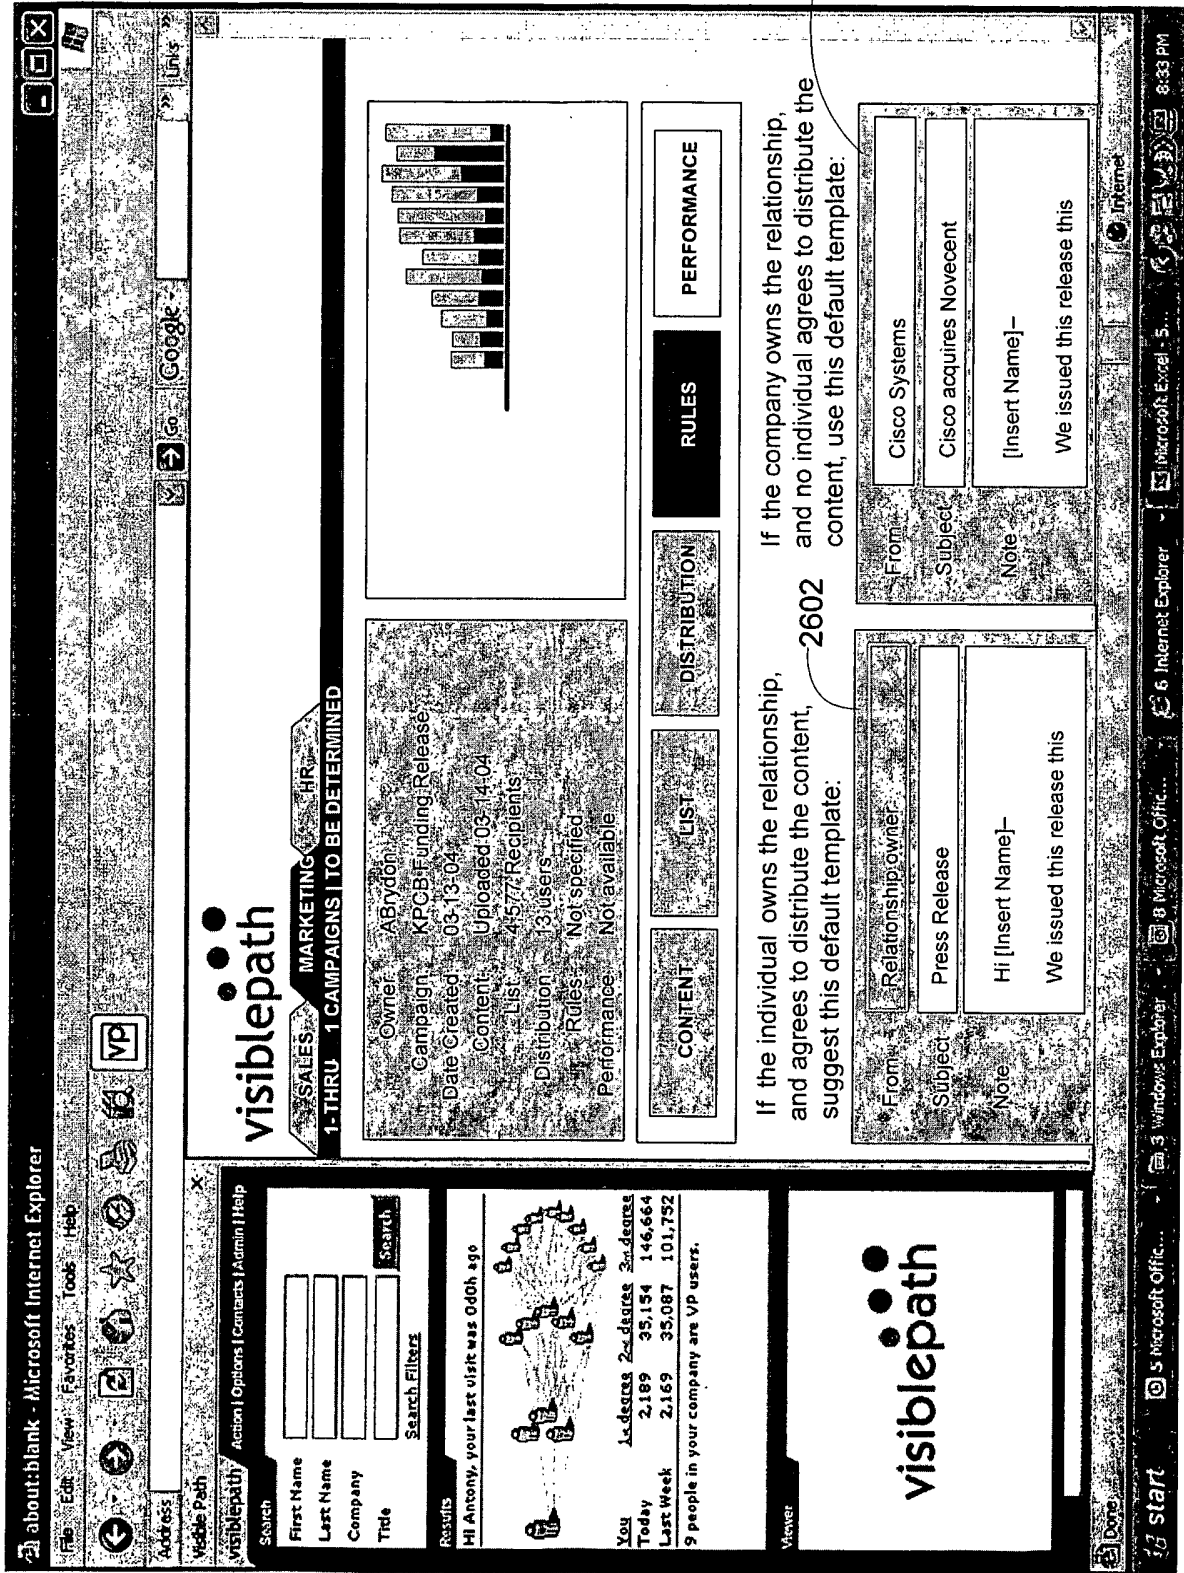 about:blank - Microsoft Internet Explorer
File Edit View Favorites Tools Help
Address
Go
Google
Links
Visible Path
visiblepath Action | Options | Contacts | Admin | Help
Search
First Name
Last Name
Company
Title
Search
Search Filters
Results
Hi Antony, your last visit was 0d0h ago
You 1st degree 2nd degree 3rd degree
Today 2,189 35,154 146,664
Last Week 2,169 35,087 101,752
9 people in your company are VP users.
Viewer
visiblepath
vp
visiblepath
SALES MARKETING HR
1-THRU 1 CAMPAIGNS | TO BE DETERMINED
Owner ABrydon
Campaign KPCB Funding Release
Date Created 03-13-04
Content Uploaded 03-14-04
List 4577 Recipients
Distribution 13 users
Rules Not specified
Performance Not available
CONTENT LIST DISTRIBUTION RULES PERFORMANCE
If the individual owns the relationship,
and agrees to distribute the content,
suggest this default template:
2602
From Relationship owner
Subject Press Release
Note Hi [Insert Name]–
We issued this release this
If the company owns the relationship,
and no individual agrees to distribute the
content, use this default template:
From Cisco Systems
Subject Cisco acquires Novecent
Note [Insert Name]–
We issued this release this
Done
Internet
start
5 Microsoft Offic...
3 Windows Explorer
8 Microsoft Offic...
6 Internet Explorer
Microsoft Excel - S...
8:33 PM